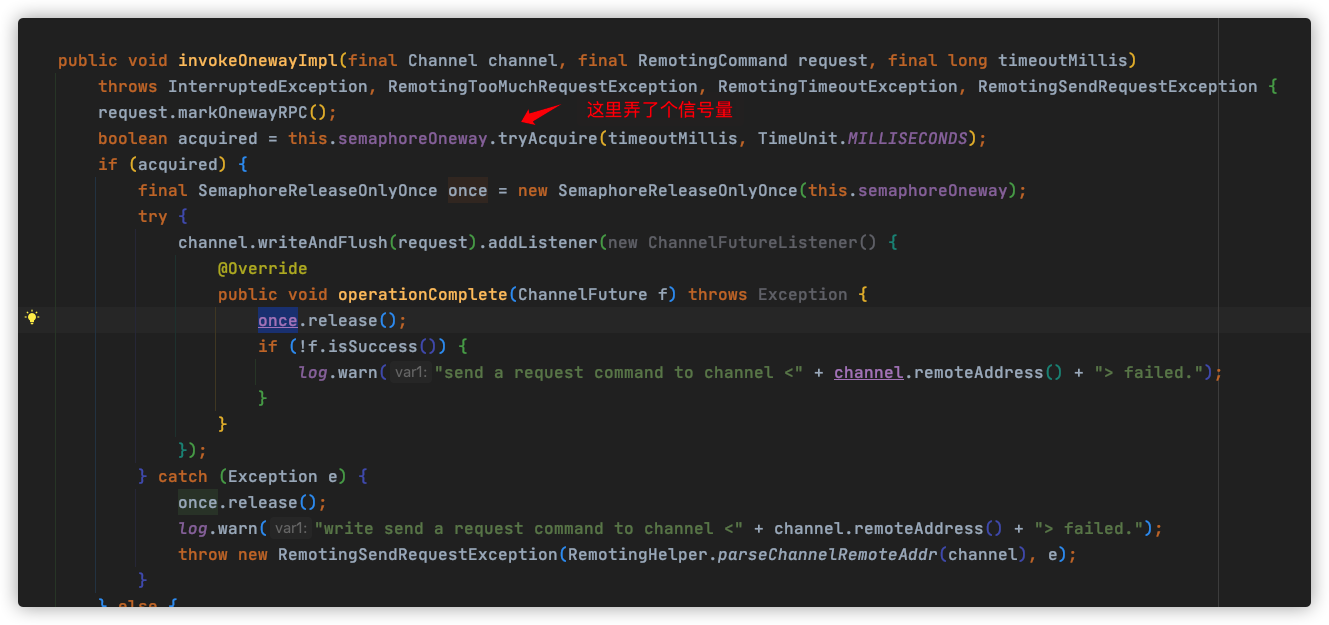 public void invokeOnewayImpl(final Channel channel, final RemotingCommand request, final long timeoutMillis)
throws InterruptedException, RemotingTooMuchRequestException, RemotingTimeoutException, RemotingSendRequestException {
request.markOnewayRPC();
这里弄了个信号量
boolean acquired = this.semaphoreOneway.tryAcquire(timeoutMillis, TimeUnit.MILLISECONDS);
if (acquired) {
final SemaphoreReleaseOnlyOnce once = new SemaphoreReleaseOnlyOnce(this.semaphoreOneway);
try {
channel.writeAndFlush(request).addListener(new ChannelFutureListener() {
@Override
public void operationComplete(ChannelFuture f) throws Exception {
once.release();
if (!f.isSuccess()) {
log.warn( var1: "send a request command to channel <" + channel.remoteAddress() + "> failed.");
}
}
});
} catch (Exception e) {
once.release();
log.warn( var1: "write send a request command to channel <" + channel.remoteAddress() + "> failed.");
throw new RemotingSendRequestException(RemotingHelper.parseChannelRemoteAddr(channel), e);
}
} else {